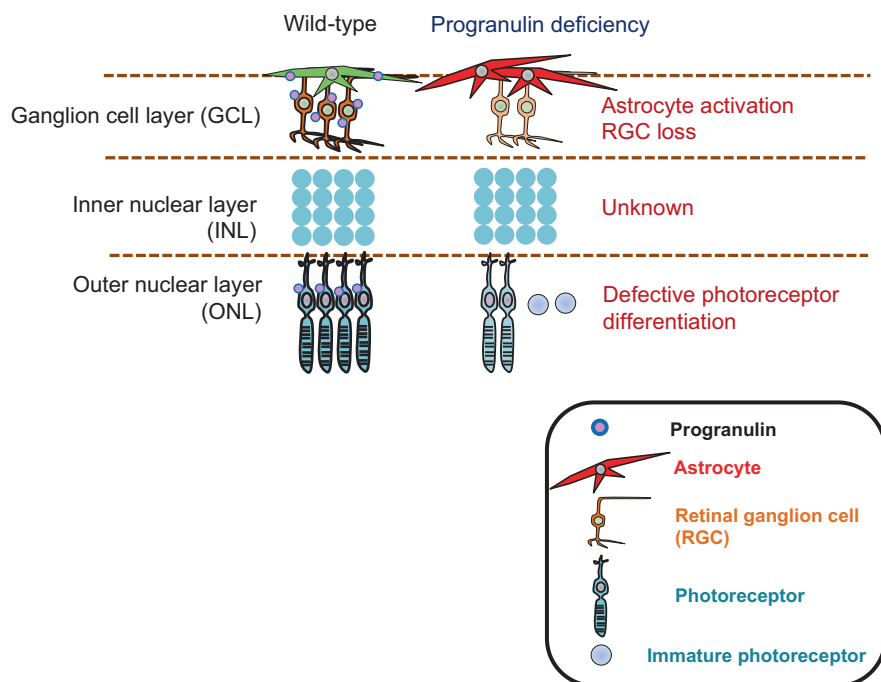 Wild-type
Progranulin deficiency
Ganglion cell layer (GCL)
Astrocyte activation
RGC loss
Inner nuclear layer
(INL)
Unknown
Outer nuclear layer
(ONL)
Defective photoreceptor
differentiation
Progranulin
Astrocyte
Retinal ganglion cell
(RGC)
Photoreceptor
Immature photoreceptor